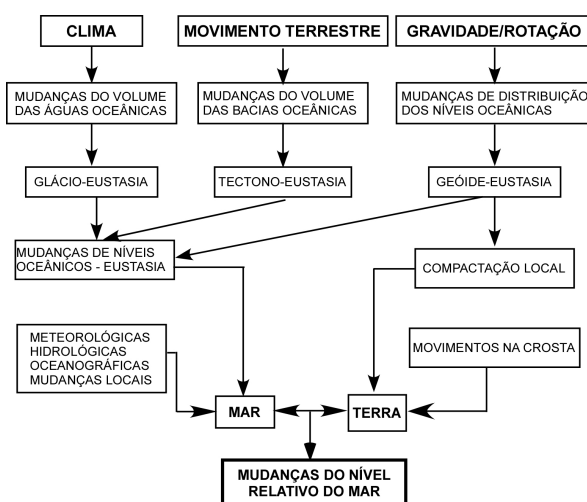 CLIMA
MOVIMENTO TERRESTRE
GRAVIDADE/ROTAÇÃO
MUDANÇAS DO VOLUME
DAS ÁGUAS OCEÂNICAS
MUDANÇAS DO VOLUME
DAS BACIAS OCEÂNICAS
MUDANÇAS DE DISTRIBUIÇÃO
DOS NÍVEIS OCEÂNICOS
GLÁCIO-EUSTASIA
TECTONO-EUSTASIA
GEÓIDE-EUSTASIA
MUDANÇAS DE NÍVEIS
OCEÂNICOS - EUSTASIA
COMPACTAÇÃO LOCAL
METEOROLÓGICAS
HIDROLÓGICAS
OCEANOGRÁFICAS
MUDANÇAS LOCAIS
MOVIMENTOS NA CROSTA
MAR
TERRA
MUDANÇAS DO NÍVEL
RELATIVO DO MAR